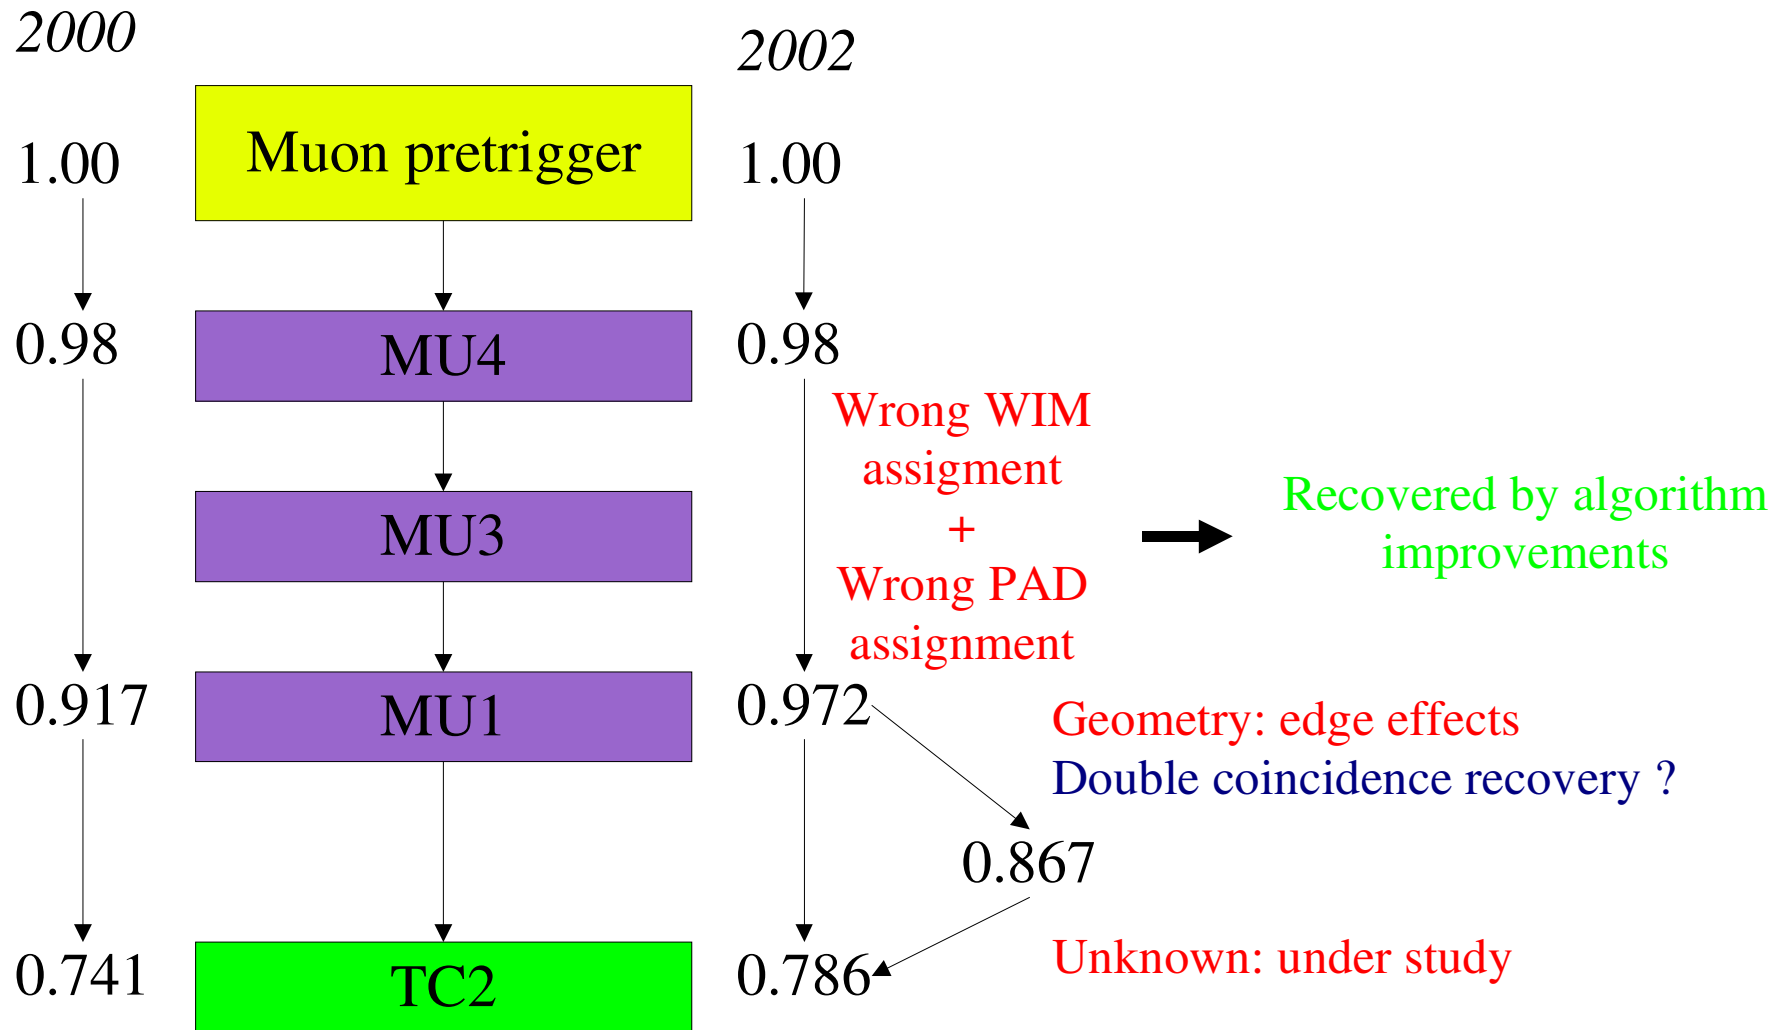 2000
2002
1.00
Muon pretrigger
1.00
0.98
MU4
0.98
Wrong WIM
assigment
+
Wrong PAD
assignment
Recovered by algorithm
improvements
MU3
0.917
MU1
0.972
Geometry: edge effects
Double coincidence recovery ?
0.867
0.741
TC2
0.786
Unknown: under study